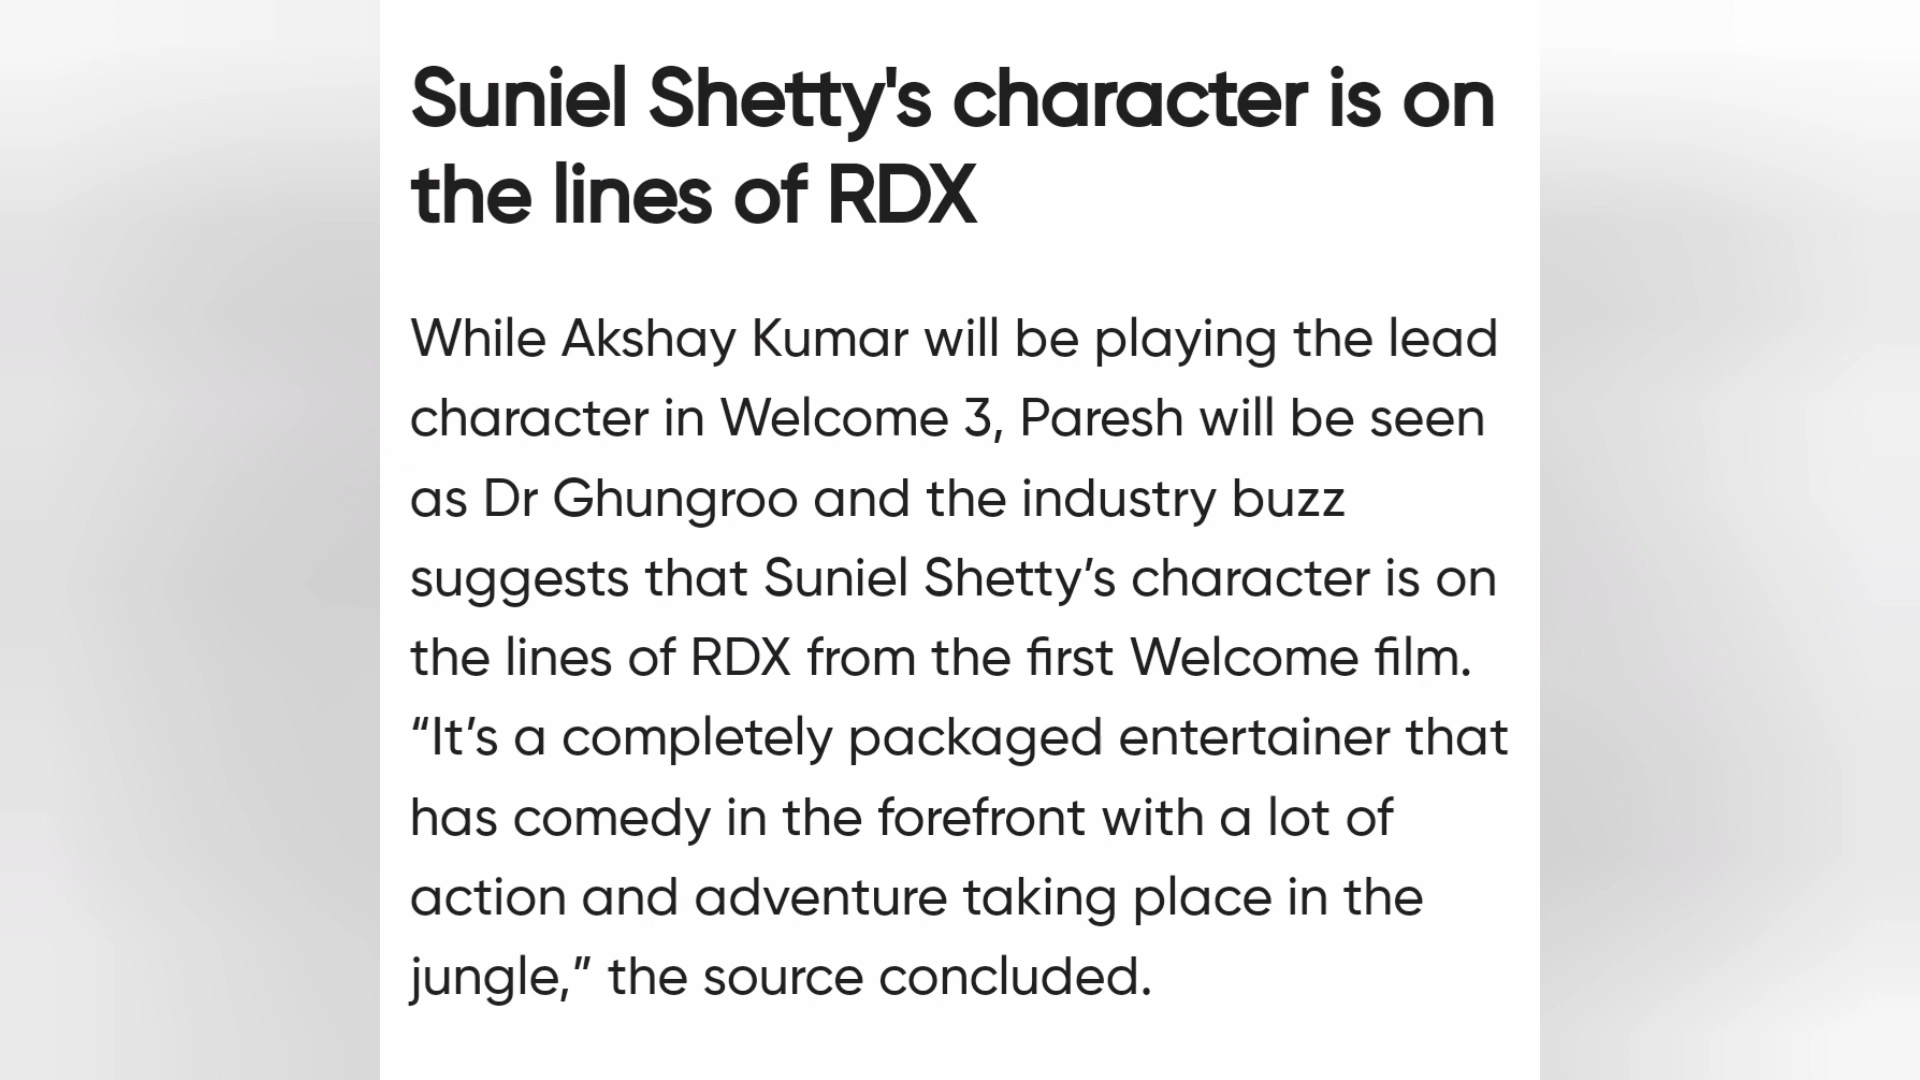 Suniel Shetty's character is on
the lines of RDX
While Akshay Kumar will be playing the lead
character in Welcome 3, Paresh will be seen
as Dr Ghungroo and the industry buzz
suggests that Suniel Shetty’s character is on
the lines of RDX from the first Welcome film.
“It’s a completely packaged entertainer that
has comedy in the forefront with a lot of
action and adventure taking place in the
jungle,” the source concluded.